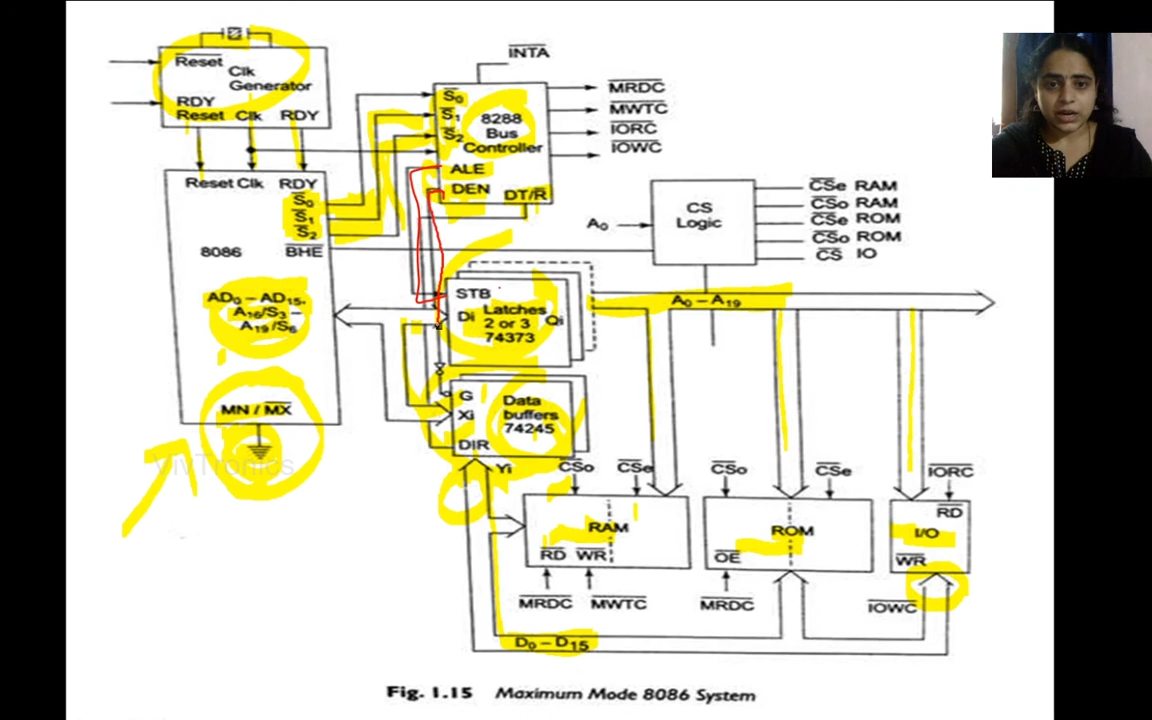 INTA
Reset
Clk
Generator
RDY
Reset Clk RDY
S0
S1
S2
8288
Bus
Controller
ALE
DEN
DT/R
MRDC
MWTC
IORC
IOWC
Reset Clk RDY
S0
S1
S2
8086
BHE
AD0 – AD15,
A16/S3 –
A19/S6
MN / MX
VivTronics
A0
CS
Logic
CSe RAM
CSo RAM
CSe ROM
CSo ROM
CS IO
STB
Di
Latches
2 or 3
74373
Qi
A0 – A19
G
Xi
DIR
Data
buffers
74245
Yi
CSo CSe
RAM
RD WR
MRDC MWTC
CSo CSe
ROM
OE
MRDC
IORC
RD
I/O
WR
IOWC
D0 – D15
Fig. 1.15 Maximum Mode 8086 System